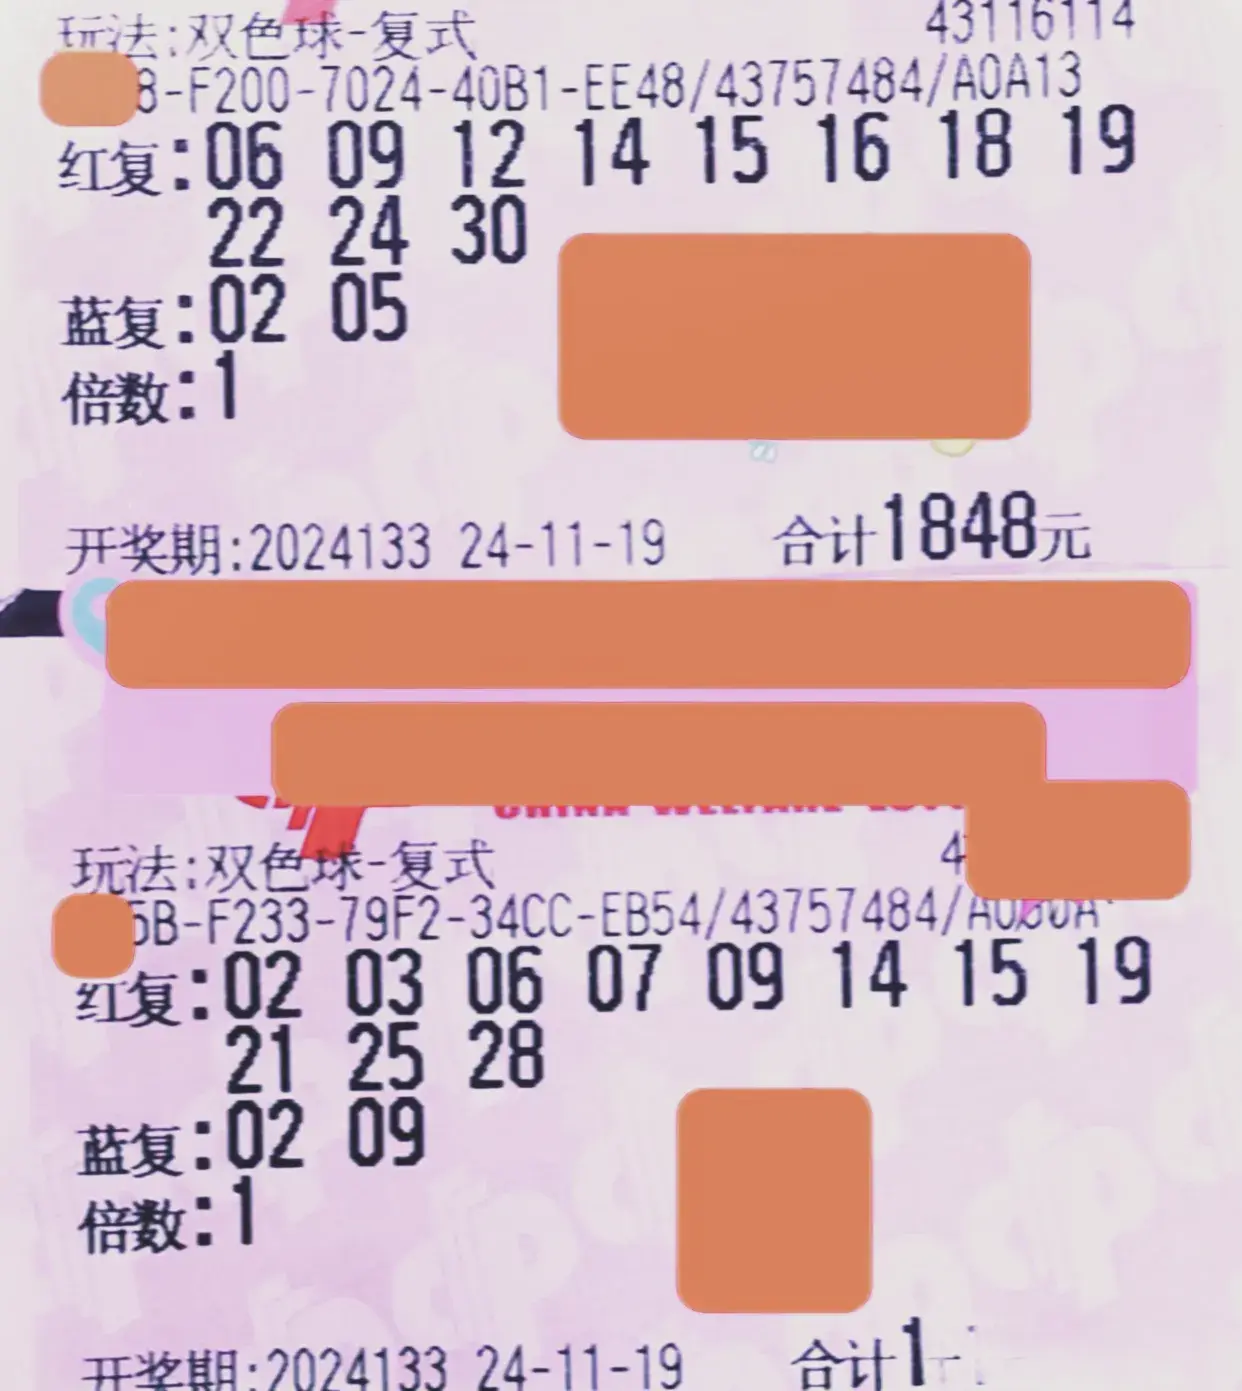 玩法:双色球-复式
43116114
8-F200-7024-40B1-EE48/43757484/A0A13
红复:06 09 12 14 15 16 18 19
22 24 30
蓝复:02 05
倍数:1
开奖期:2024133 24-11-19 合计1848元
CHINA WELFARE
玩法:双色球-复式
4
5B-F233-79F2-34CC-EB54/43757484/
红复:02 03 06 07 09 14 15 19
21 25 28
蓝复:02 09
倍数:1
开奖期:2024133 24-11-19 合计1